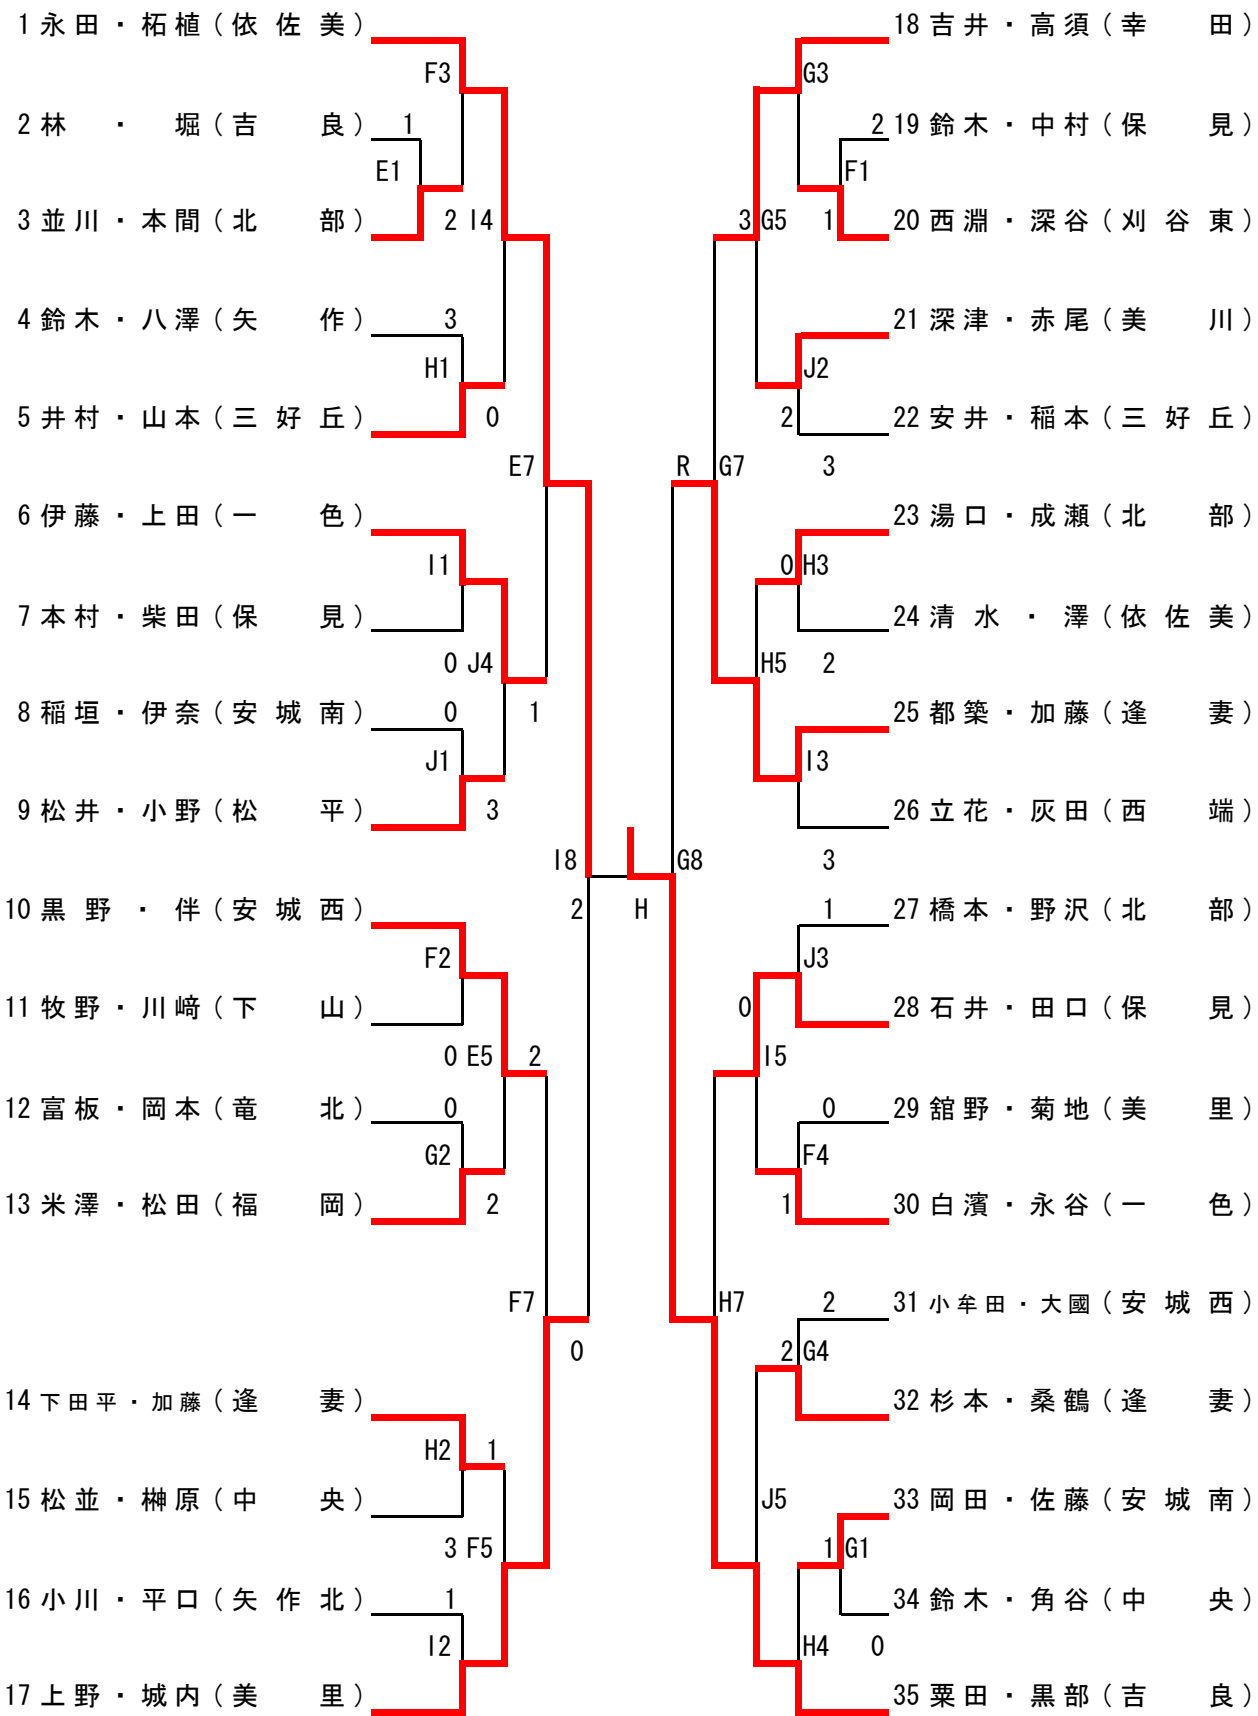 1 永田・柘植（依佐美）
F3
2 林・堀（吉良）
1
E1
3 並川・本間（北部）
2 I4
4 鈴木・八澤（矢作）
3
H1
5 井村・山本（三好丘）
0
E7
6 伊藤・上田（一色）
I1
7 本村・柴田（保見）
0 J4
8 稲垣・伊奈（安城南）
0
1
J1
9 松井・小野（松平）
3
I8
10 黒野・伴（安城西）
2
F2
11 牧野・川﨑（下山）
0 E5
2
12 富板・岡本（竜北）
0
G2
13 米澤・松田（福岡）
2
F7
0
14 下田平・加藤（逢妻）
H2
1
15 松並・榊原（中央）
3 F5
16 小川・平口（矢作北）
1
I2
17 上野・城内（美里）
H
18 吉井・高須（幸田）
G3
2
19 鈴木・中村（保見）
F1
3 G5
1
20 西淵・深谷（刈谷東）
21 深津・赤尾（美川）
J2
2
22 安井・稲本（三好丘）
R
G7
3
23 湯口・成瀬（北部）
0 H3
24 清水・澤（依佐美）
H5
2
25 都築・加藤（逢妻）
I3
26 立花・灰田（西端）
G8
3
1
27 橋本・野沢（北部）
J3
0
28 石井・田口（保見）
I5
0
29 舘野・菊地（美里）
F4
1
30 白濱・永谷（一色）
H7
2
31 小牟田・大國（安城西）
2 G4
32 杉本・桑鶴（逢妻）
J5
33 岡田・佐藤（安城南）
1 G1
34 鈴木・角谷（中央）
H4
0
35 粟田・黒部（吉良）